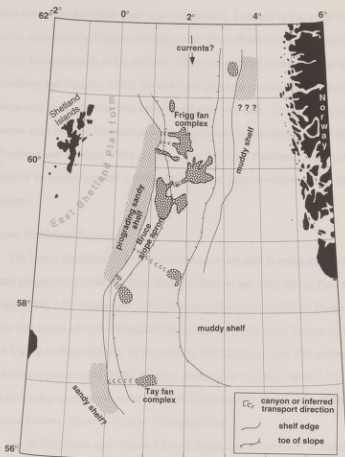 62°
-2°
0°
2°
4°
6°
currents?
Shetland
Islands
Frigg fan
complex
? ? ?
Norway
60°
East Shetland Platform
prograding sandy
shelf
Bruce
slope apron
muddy shelf
58°
muddy shelf
sandy shelf?
Tay fan
complex
56°
canyon or inferred
transport direction
shelf edge
toe of slope